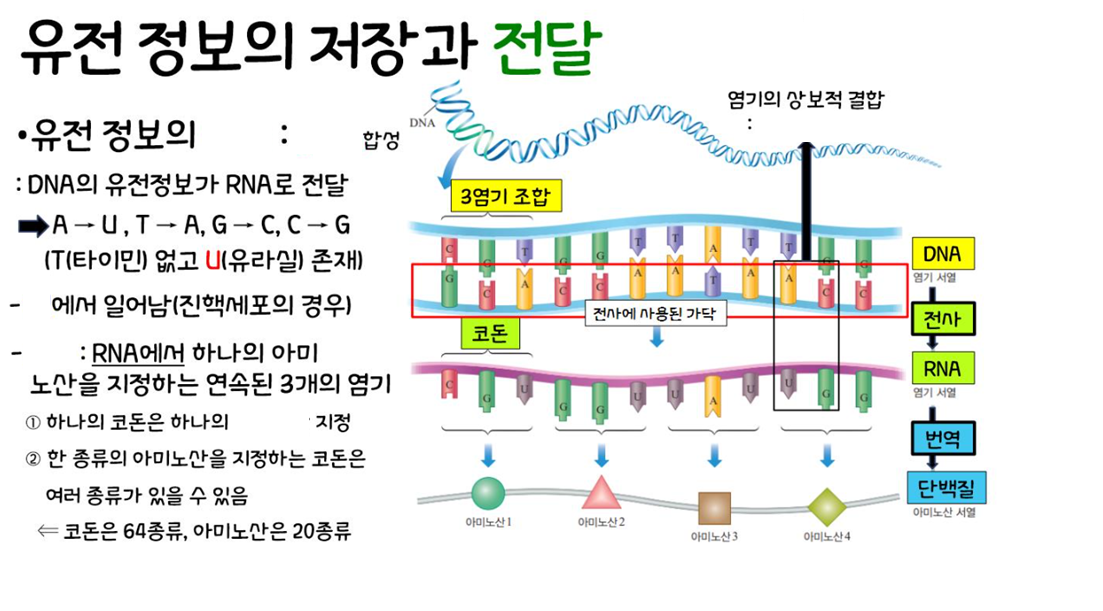 유전 정보의 저장과 전달
•유전 정보의 : 합성
: DNA의 유전정보가 RNA로 전달
➡ A → U , T → A, G → C, C → G
(T(타이민) 없고 U(유라실) 존재)
- 에서 일어남(진핵세포의 경우)
- : RNA에서 하나의 아미
노산을 지정하는 연속된 3개의 염기
① 하나의 코돈은 하나의 지정
② 한 종류의 아미노산을 지정하는 코돈은
여러 종류가 있을 수 있음
⇐ 코돈은 64종류, 아미노산은 20종류
DNA
염기의 상보적 결합
:
3염기 조합
C G T G G T T A T T G G
G C A C C A A T A A C C
전사에 사용된 가닥
코돈
C G U G G U U A U U G G
아미노산 1
아미노산 2
아미노산 3
아미노산 4
DNA
염기 서열
전사
RNA
염기 서열
번역
단백질
아미노산 서열